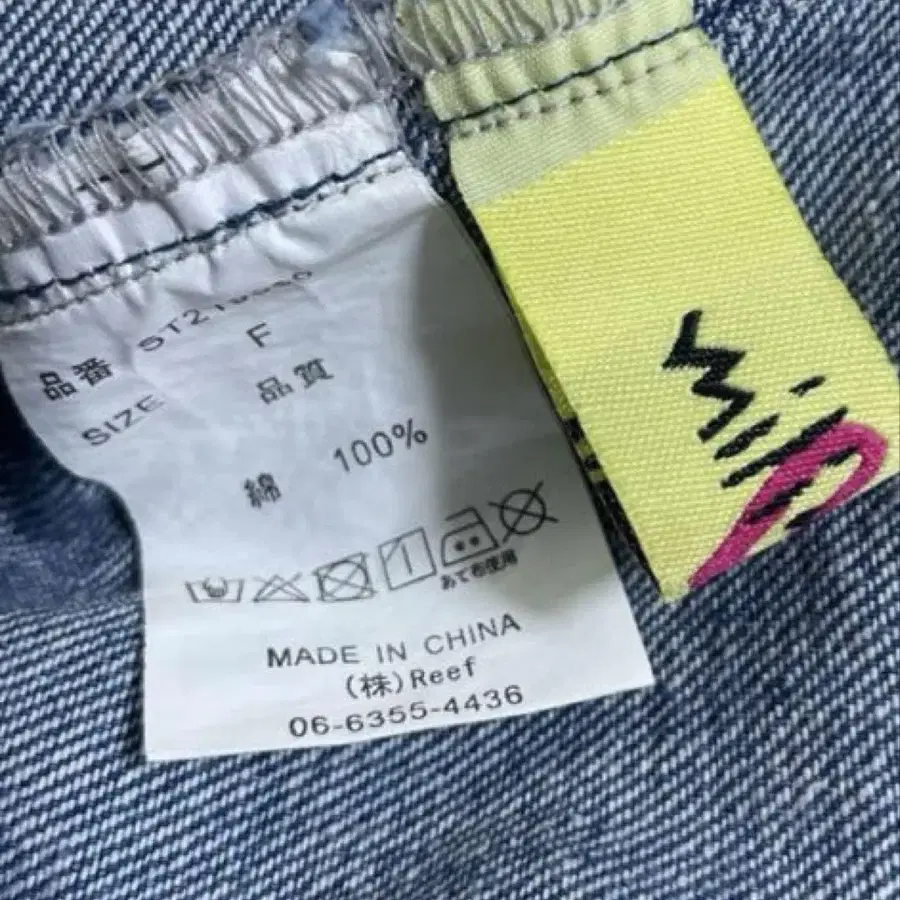 品番
SIZE F
品質
綿 100%
あて布使用
MADE IN CHINA
(株)Reef
06-6355-4436